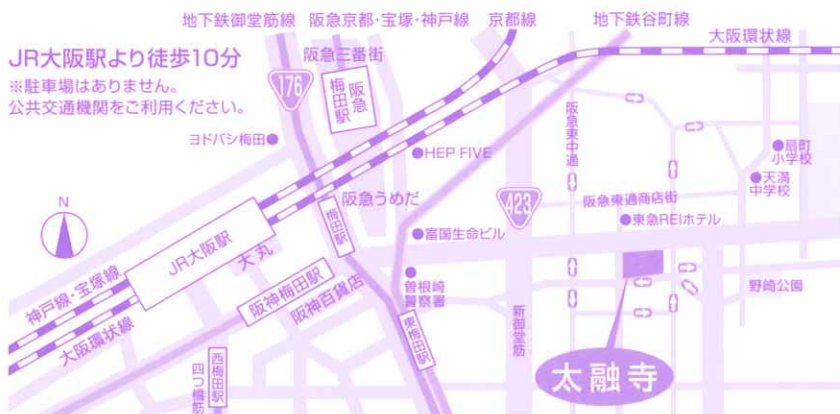 地下鉄御堂筋線
阪急京都・宝塚・神戸線
京都線
地下鉄谷町線
大阪環状線
JR大阪駅より徒歩10分
※駐車場はありません。
公共交通機関をご利用ください。
阪急三番街
176
阪急
梅田駅
ヨドバシ梅田
HEP FIVE
阪急東中通
扇町
小学校
天満
中学校
N
阪急うめだ
梅田駅
423
阪急東通商店街
東急REIホテル
富国生命ビル
JR大阪駅
大丸
神戸線・宝塚線
大阪環状線
阪神梅田駅
阪神百貨店
曽根崎
警察署
野崎公園
新御堂筋
東梅田駅
西梅田駅
四つ橋筋
太融寺